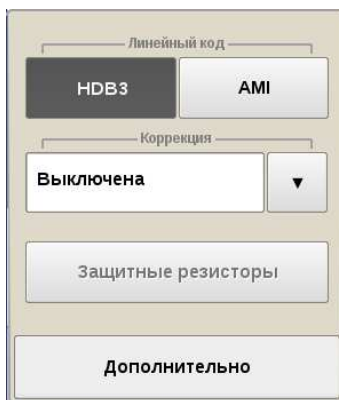 Линейный код
HDB3 AMI
Коррекция
Выключена ▼
Защитные резисторы
Дополнительно